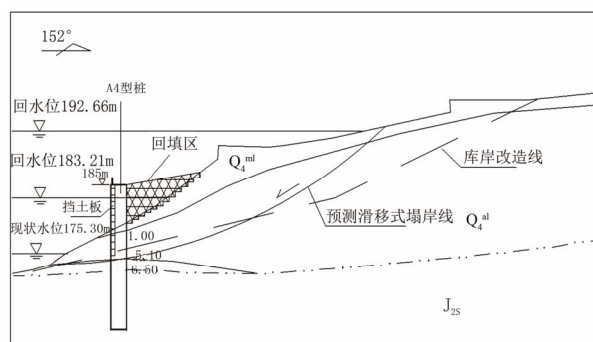 152°
A4型桩
回水位192.66m
回填区
回水位183.21m
185m
Q₄ᵐˡ
库岸改造线
挡土板
预测滑移式塌岸线
Q₄ᵃˡ
现状水位175.30m
1.00
5.10
6.50
J₂S